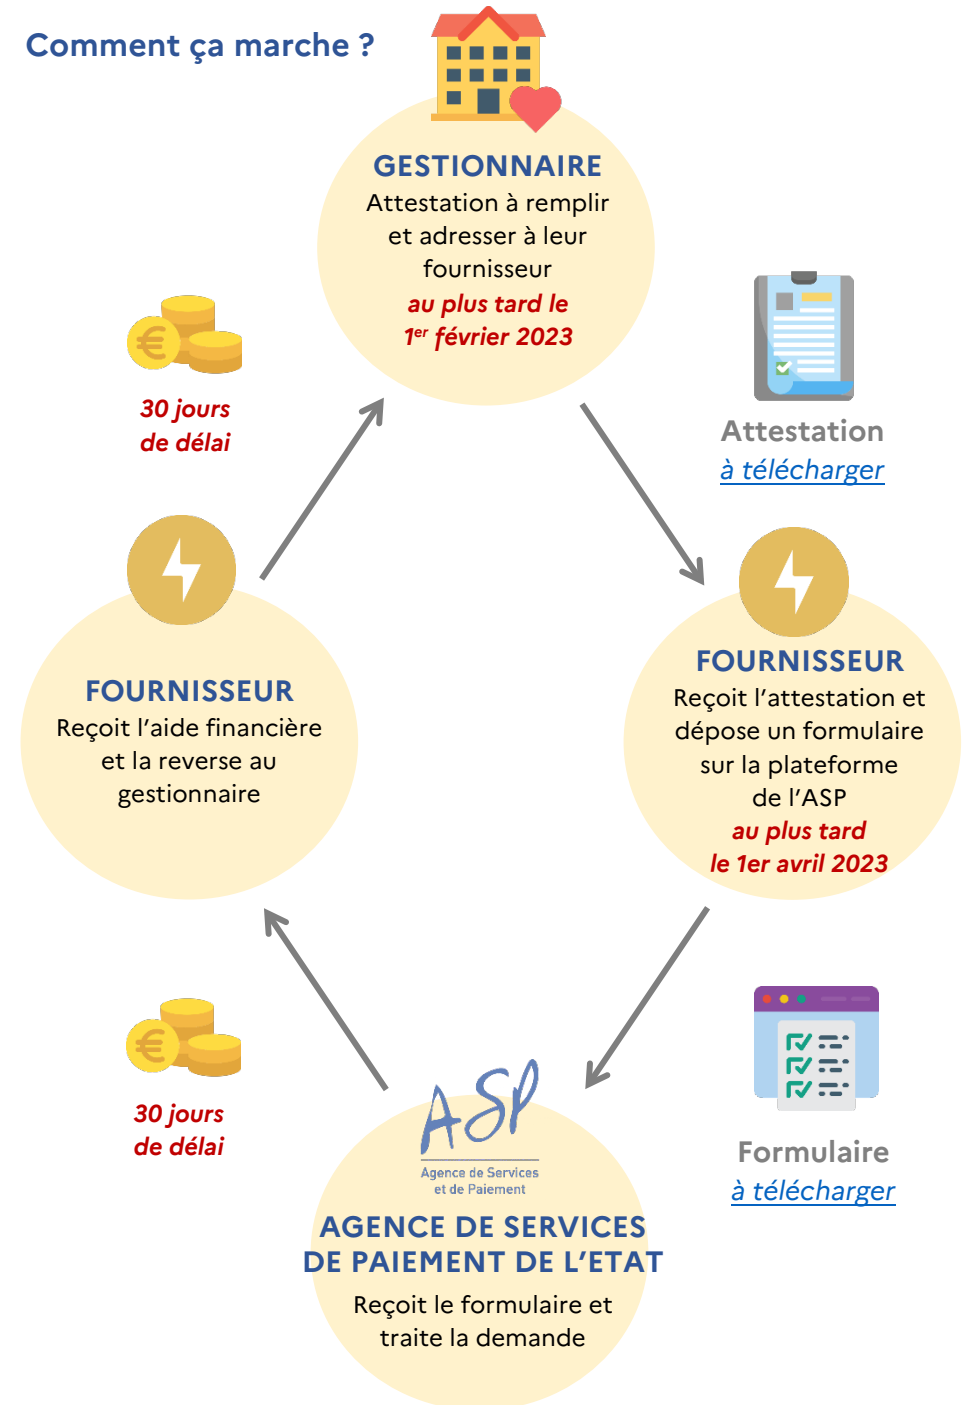 Comment ça marche ?
GESTIONNAIRE
Attestation à remplir
et adresser à leur
fournisseur
au plus tard le
1er février 2023
30 jours
de délai
Attestation
à télécharger
FOURNISSEUR
Reçoit l'aide financière
et la reverse au
gestionnaire
FOURNISSEUR
Reçoit l'attestation et
dépose un formulaire
sur la plateforme
de l'ASP
au plus tard
le 1er avril 2023
30 jours
de délai
Formulaire
à télécharger
ASP
Agence de Services
et de Paiement
AGENCE DE SERVICES
DE PAIEMENT DE L'ETAT
Reçoit le formulaire et
traite la demande